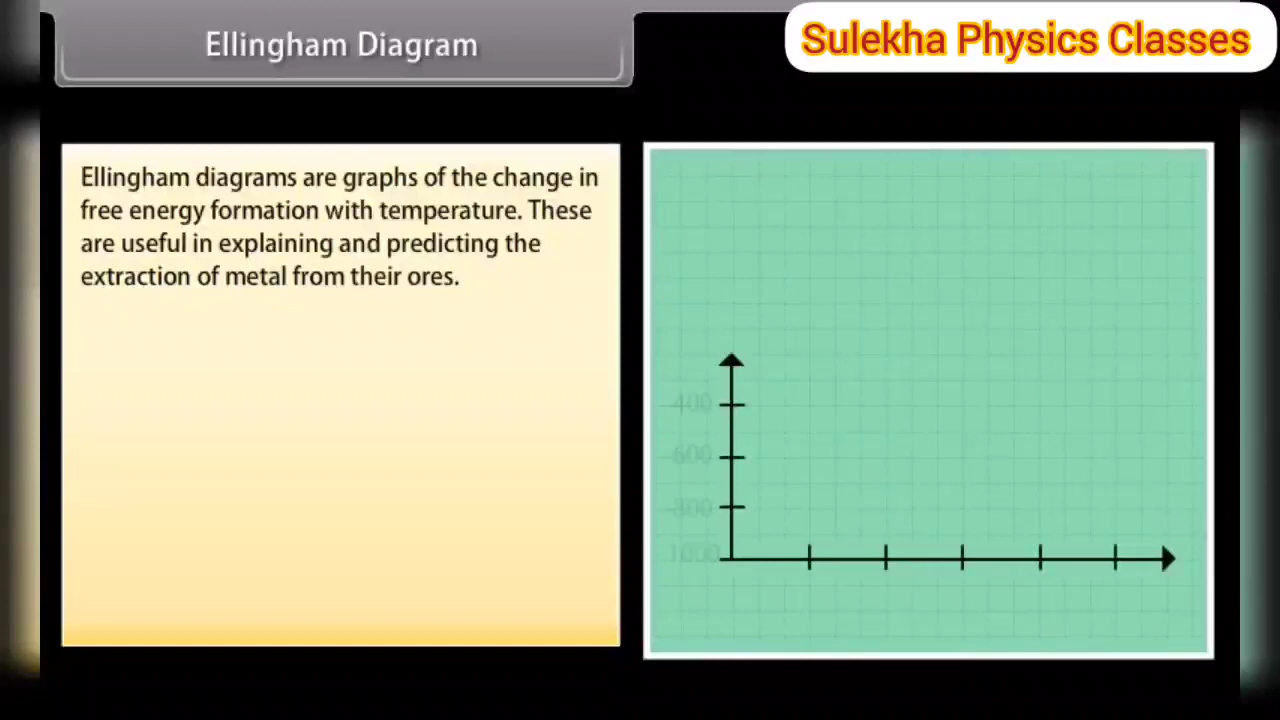 Ellingham Diagram
Sulekha Physics Classes
Ellingham diagrams are graphs of the change in
free energy formation with temperature. These
are useful in explaining and predicting the
extraction of metal from their ores.
-400
-600
-800
1000